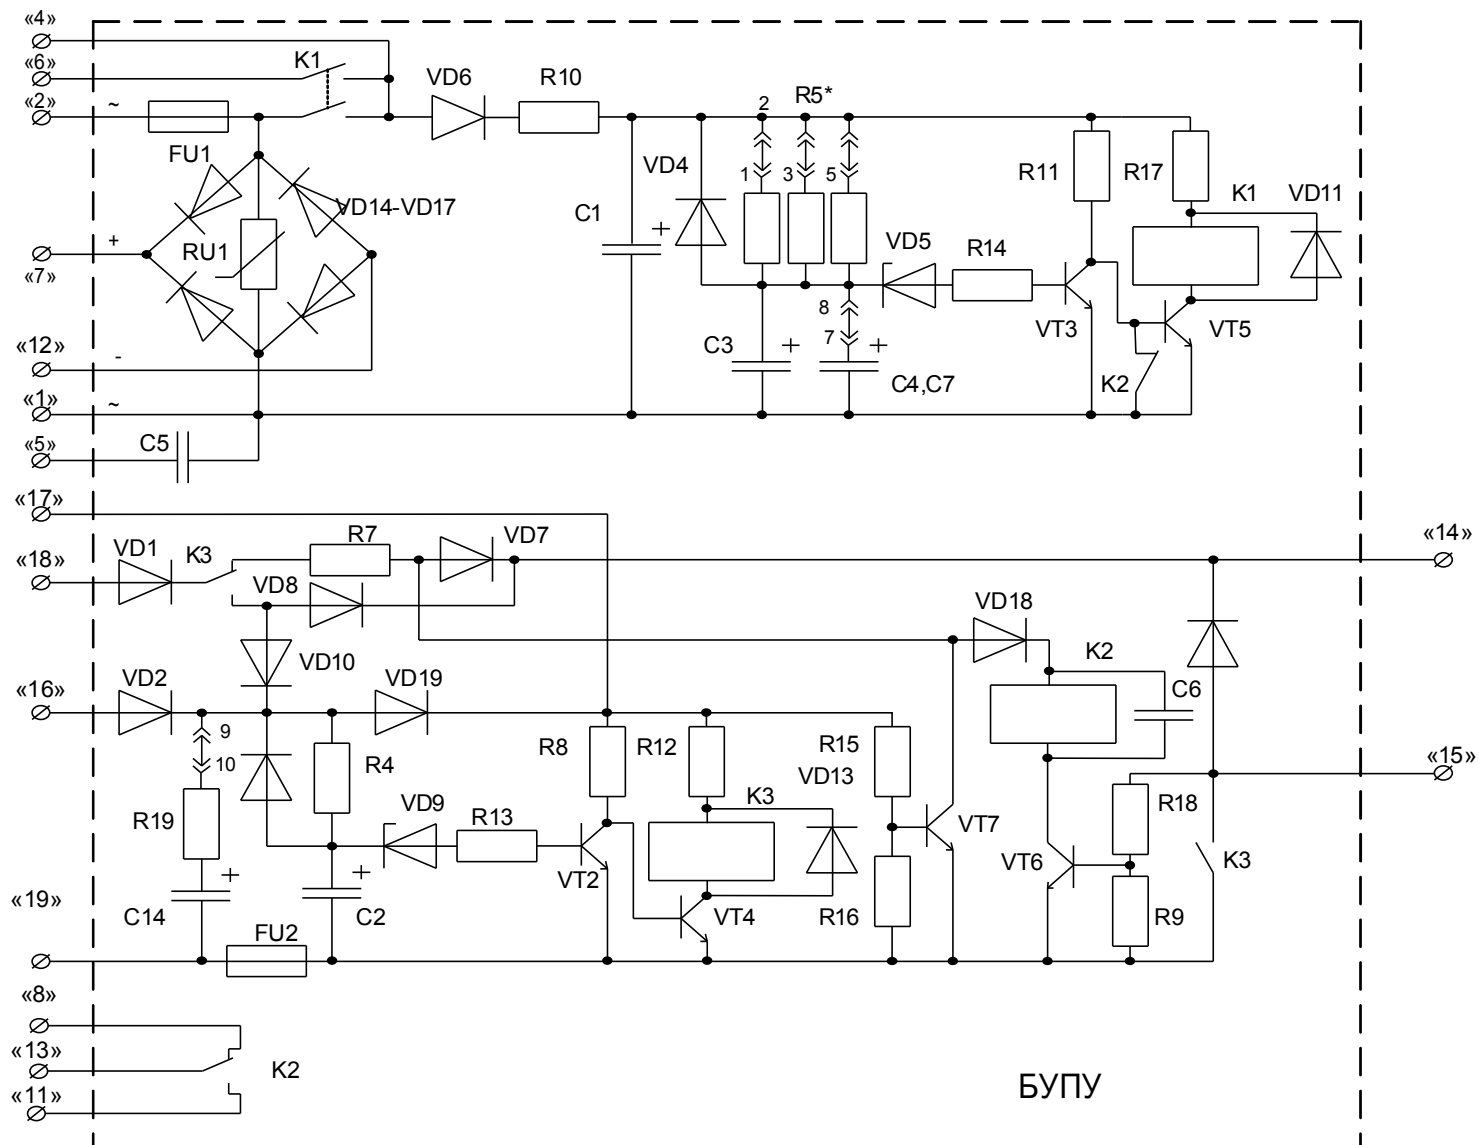 «4»
«6» K1
VD6 R10
«2» ~ 2 R5*
FU1
VD4 1 3 5 R11 R17
VD14-VD17 K1 VD11
C1 +
+ RU1 VD5 R14
«7»
8 VT3 VT5
«12» - C3 + 7 +
C4,C7 K2
«1» ~
«5» C5
«17»
R7 VD7 «14»
VD1 K3
«18»
VD8
VD18
VD10 K2
«16» VD2 VD19 C6
9 R8 R12 R15
10 R4 VD13 «15»
R19 VD9 R13 K3 R18
VT7
+ + VT2 VT6 K3
«19»
C14 C2 VT4 R16 R9
FU2
«8»
«13»
K2
«11» БУПУ